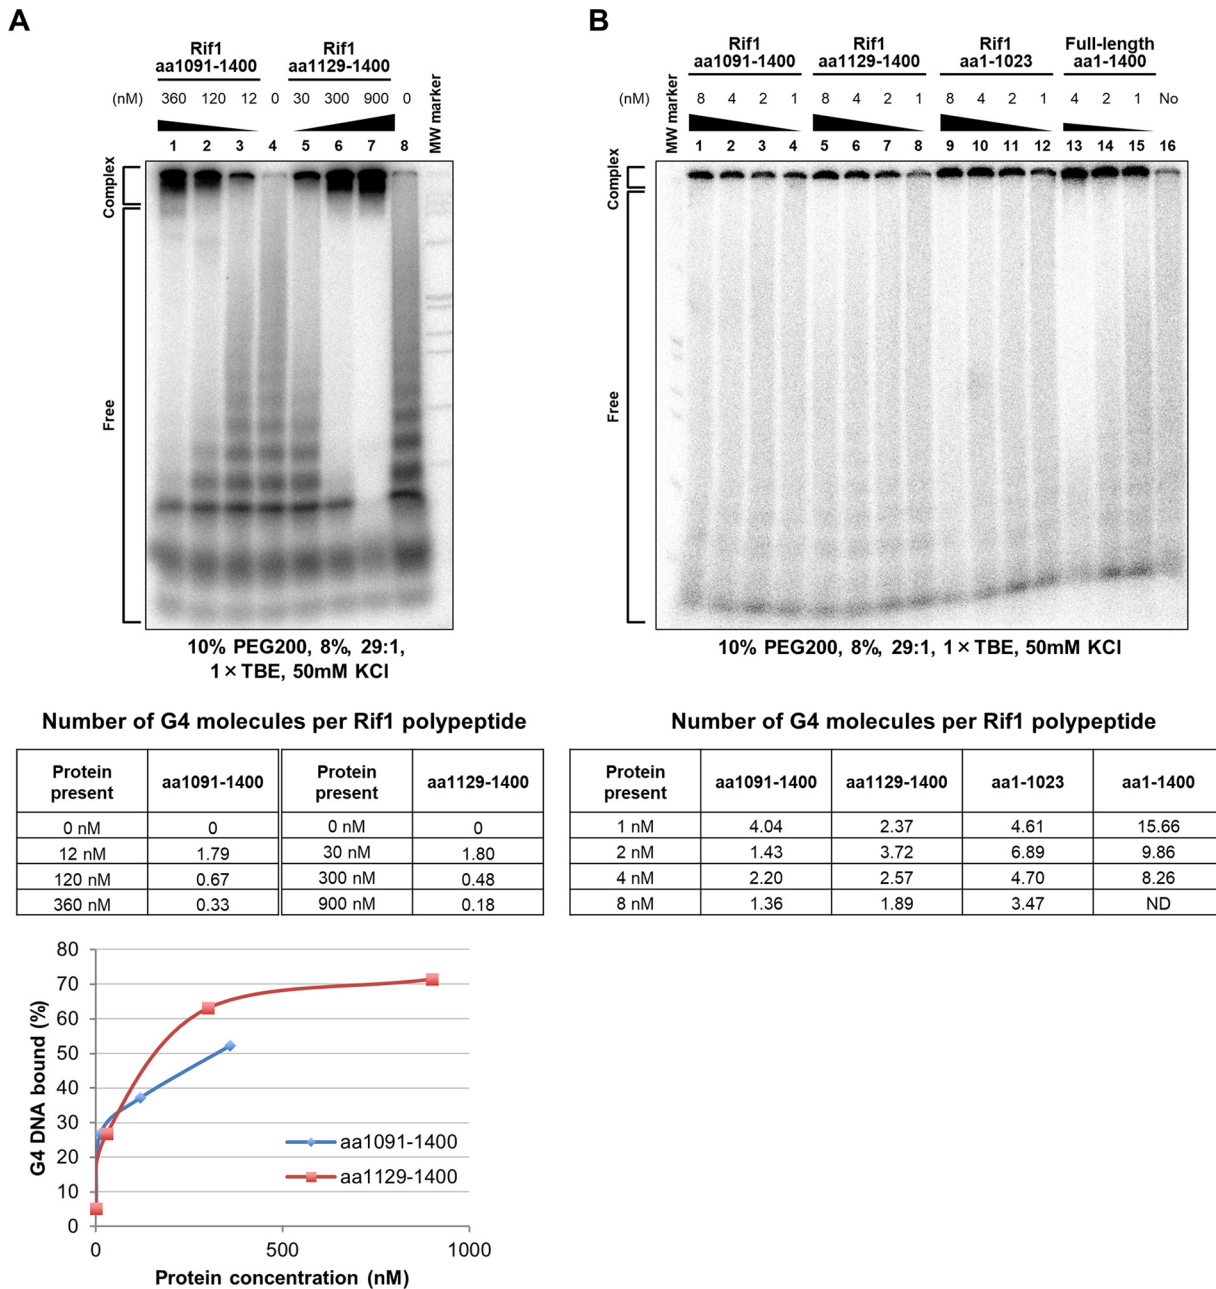 A
Rif1
aa1091-1400
Rif1
aa1129-1400
(nM) 360 120 12 0 30 300 900 0
MW marker
1 2 3 4 5 6 7 8
Complex
Free
10% PEG200, 8%, 29:1,
1×TBE, 50mM KCl
B
Rif1
aa1091-1400
Rif1
aa1129-1400
Rif1
aa1-1023
Full-length
aa1-1400
(nM) 8 4 2 1 8 4 2 1 8 4 2 1 4 2 1 No
MW marker
1 2 3 4 5 6 7 8 9 10 11 12 13 14 15 16
Complex
Free
10% PEG200, 8%, 29:1, 1×TBE, 50mM KCl
Number of G4 molecules per Rif1 polypeptide
Protein present aa1091-1400 Protein present aa1129-1400
0 nM 0 0 nM 0
12 nM 1.79 30 nM 1.80
120 nM 0.67 300 nM 0.48
360 nM 0.33 900 nM 0.18
Number of G4 molecules per Rif1 polypeptide
Protein present aa1091-1400 aa1129-1400 aa1-1023 aa1-1400
1 nM 4.04 2.37 4.61 15.66
2 nM 1.43 3.72 6.89 9.86
4 nM 2.20 2.57 4.70 8.26
8 nM 1.36 1.89 3.47 ND
G4 DNA bound (%)
80
70
60
50
40
30
20
10
0
aa1091-1400
aa1129-1400
0 500 1000
Protein concentration (nM)